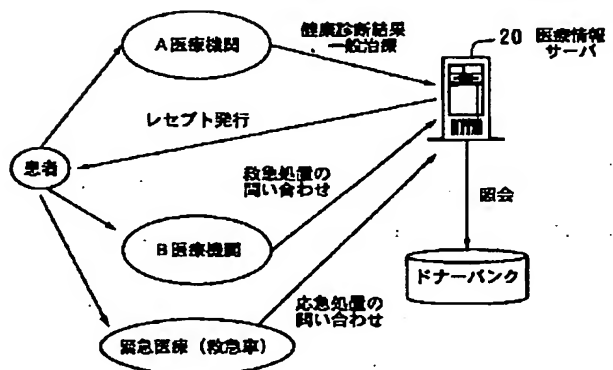 A医療機関
健康診断結果
一般治療
20 医療情報
サーバ
レセプト発行
患者
救急処置の
問い合わせ
照会
B医療機関
ドナーバンク
応急処置の
問い合わせ
緊急医療(救急車)